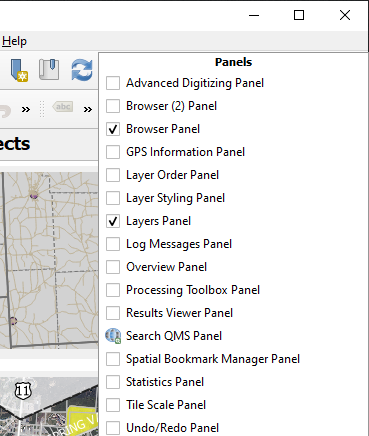 Help
Panels
Advanced Digitizing Panel
abc
Browser (2) Panel
Browser Panel
ects
GPS Information Panel
Layer Order Panel
Layer Styling Panel
Layers Panel
Log Messages Panel
Overview Panel
Processing Toolbox Panel
Results Viewer Panel
Search QMS Panel
Spatial Bookmark Manager Panel
Statistics Panel
11
Tile Scale Panel
NG V
Undo/Redo Panel